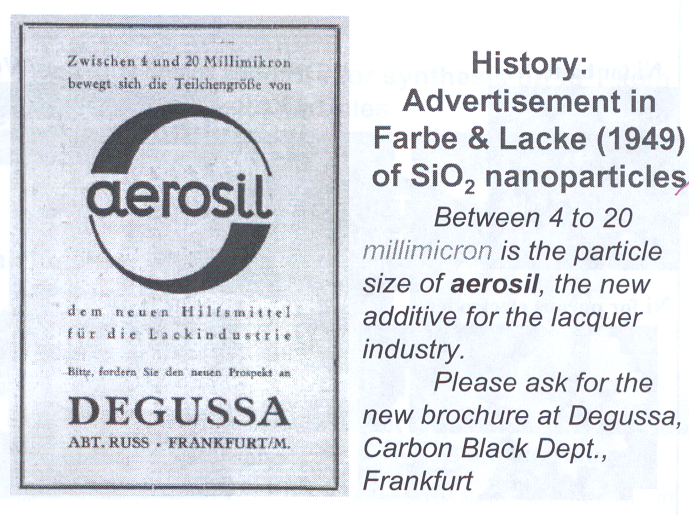 Zwischen 4 und 20 Millimikron
bewegt sich die Teilchengröße von
aerosil
dem neuen Hilfsmittel
für die Lackindustrie
Bitte, fordern Sie den neuen Prospekt an
DEGUSSA
ABT. RUSS . FRANKFURT/M.
History:
Advertisement in
Farbe & Lacke (1949)
of SiO₂ nanoparticles
Between 4 to 20
millimicron is the particle
size of aerosil, the new
additive for the lacquer
industry.
Please ask for the
new brochure at Degussa,
Carbon Black Dept.,
Frankfurt